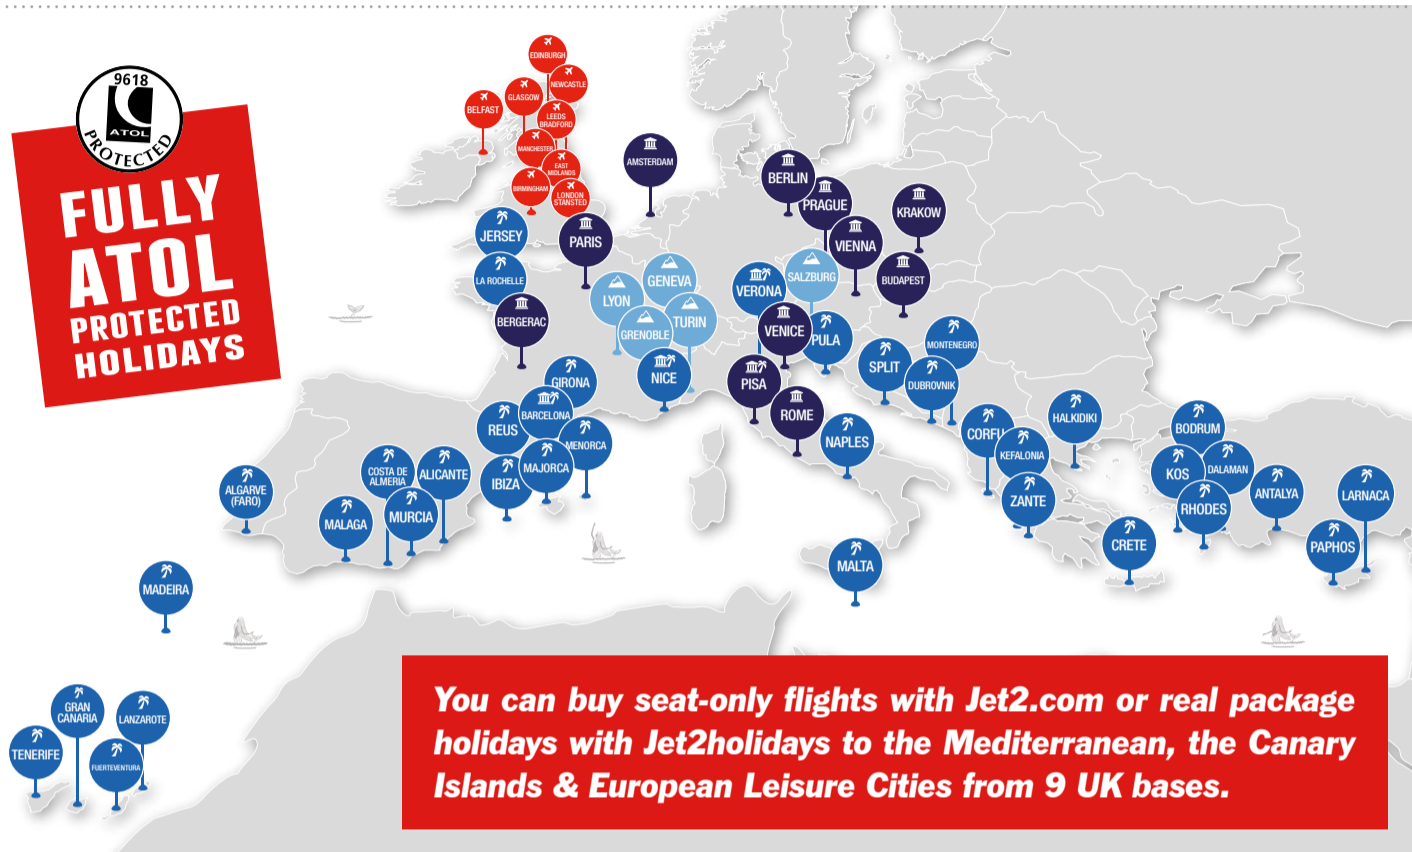 9618
ATOL
PROTECTED
FULLY
ATOL
PROTECTED
HOLIDAYS
EDINBURGH
NEWCASTLE
GLASGOW
BELFAST
LEEDS
BRADFORD
MANCHESTER
EAST
MIDLANDS
BIRMINGHAM
LONDON
STANSTED
AMSTERDAM
BERLIN
PRAGUE
KRAKOW
JERSEY
PARIS
VIENNA
LA ROCHELLE
GENEVA
LYON
VERONA
SALZBURG
BUDAPEST
BERGERAC
GRENOBLE
TURIN
VENICE
PULA
MONTENEGRO
SPLIT
GIRONA
NICE
PISA
DUBROVNIK
BARCELONA
REUS
ROME
HALKIDIKI
MENORCA
NAPLES
CORFU
BODRUM
KEFALONIA
COSTA DE
ALMERIA
ALICANTE
MAJORCA
IBIZA
KOS
DALAMAN
ALGARVE
(FARO)
ANTALYA
LARNACA
MALAGA
MURCIA
ZANTE
RHODES
CRETE
PAPHOS
MALTA
MADEIRA
GRAN
CANARIA
LANZAROTE
TENERIFE
FUERTEVENTURA
You can buy seat-only flights with Jet2.com or real package
holidays with Jet2holidays to the Mediterranean, the Canary
Islands & European Leisure Cities from 9 UK bases.